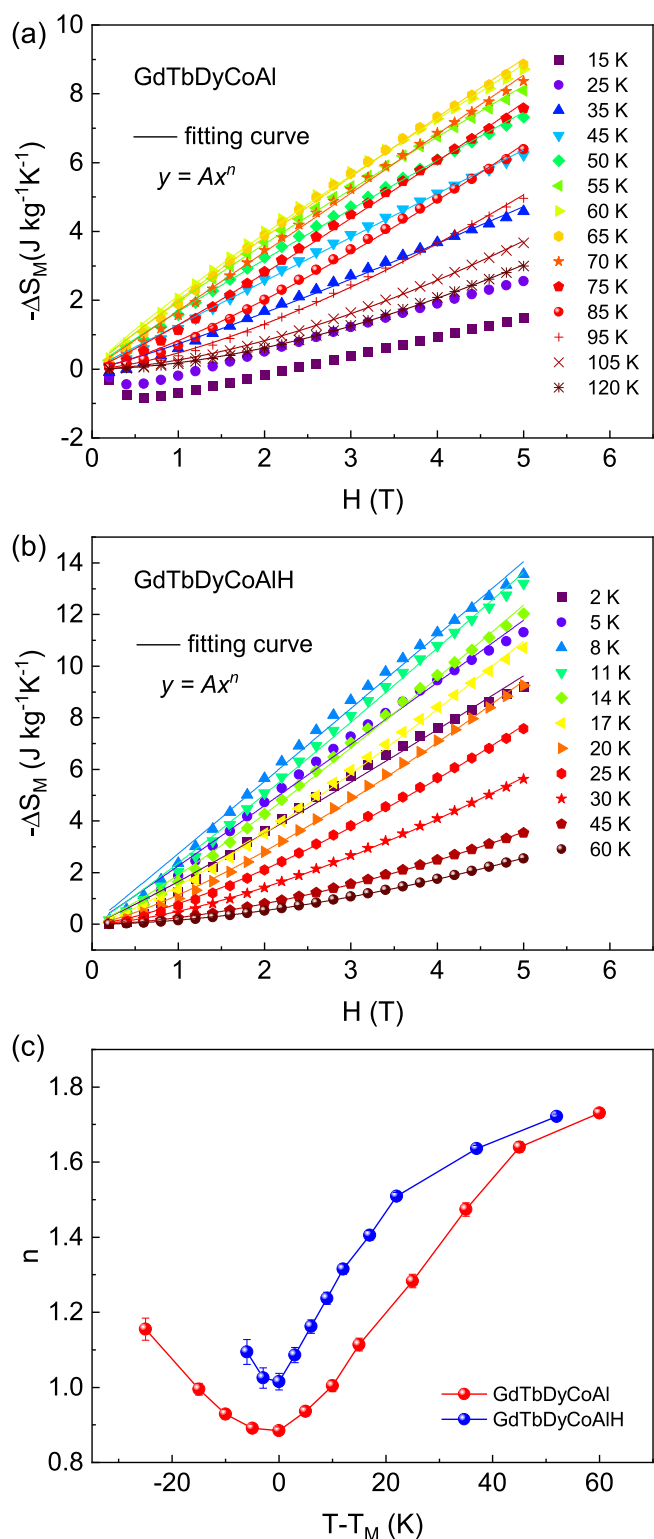 (a)
10
8
6
4
2
0
-2
-ΔS_M(J kg⁻¹K⁻¹)
GdTbDyCoAl
fitting curve
y = Axⁿ
15 K
25 K
35 K
45 K
50 K
55 K
60 K
65 K
70 K
75 K
85 K
95 K
105 K
120 K
0 1 2 3 4 5 6
H (T)
(b)
14
12
10
8
6
4
2
0
-ΔS_M (J kg⁻¹K⁻¹)
GdTbDyCoAlH
fitting curve
y = Axⁿ
2 K
5 K
8 K
11 K
14 K
17 K
20 K
25 K
30 K
45 K
60 K
0 1 2 3 4 5 6
H (T)
(c)
1.8
1.6
1.4
1.2
1.0
0.8
n
GdTbDyCoAl
GdTbDyCoAlH
-20 0 20 40 60
T-T_M (K)